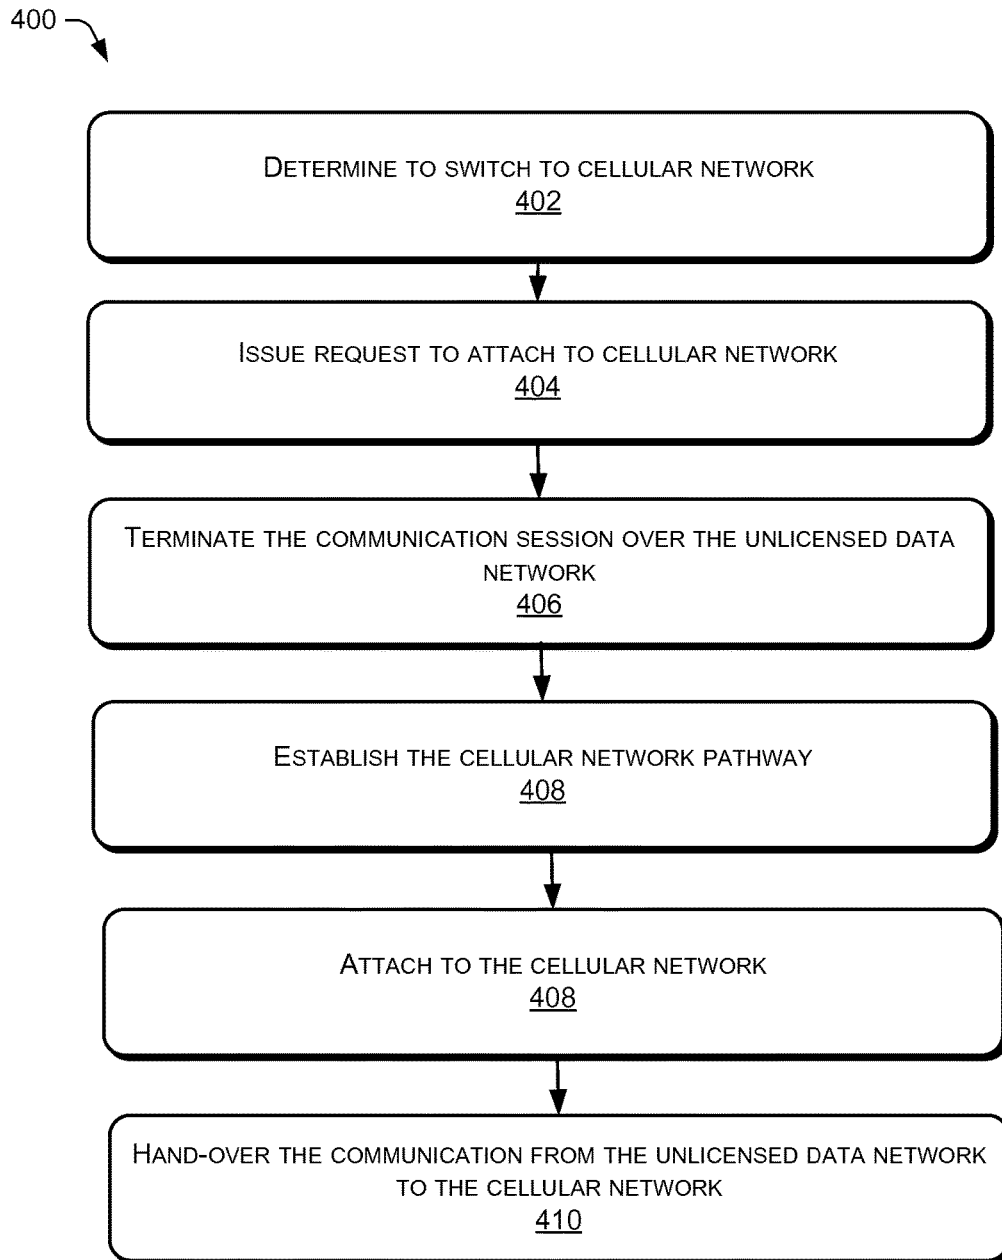 400
DETERMINE TO SWITCH TO CELLULAR NETWORK
402
ISSUE REQUEST TO ATTACH TO CELLULAR NETWORK
404
TERMINATE THE COMMUNICATION SESSION OVER THE UNLICENSED DATA
NETWORK
406
ESTABLISH THE CELLULAR NETWORK PATHWAY
408
ATTACH TO THE CELLULAR NETWORK
408
HAND-OVER THE COMMUNICATION FROM THE UNLICENSED DATA NETWORK
TO THE CELLULAR NETWORK
410